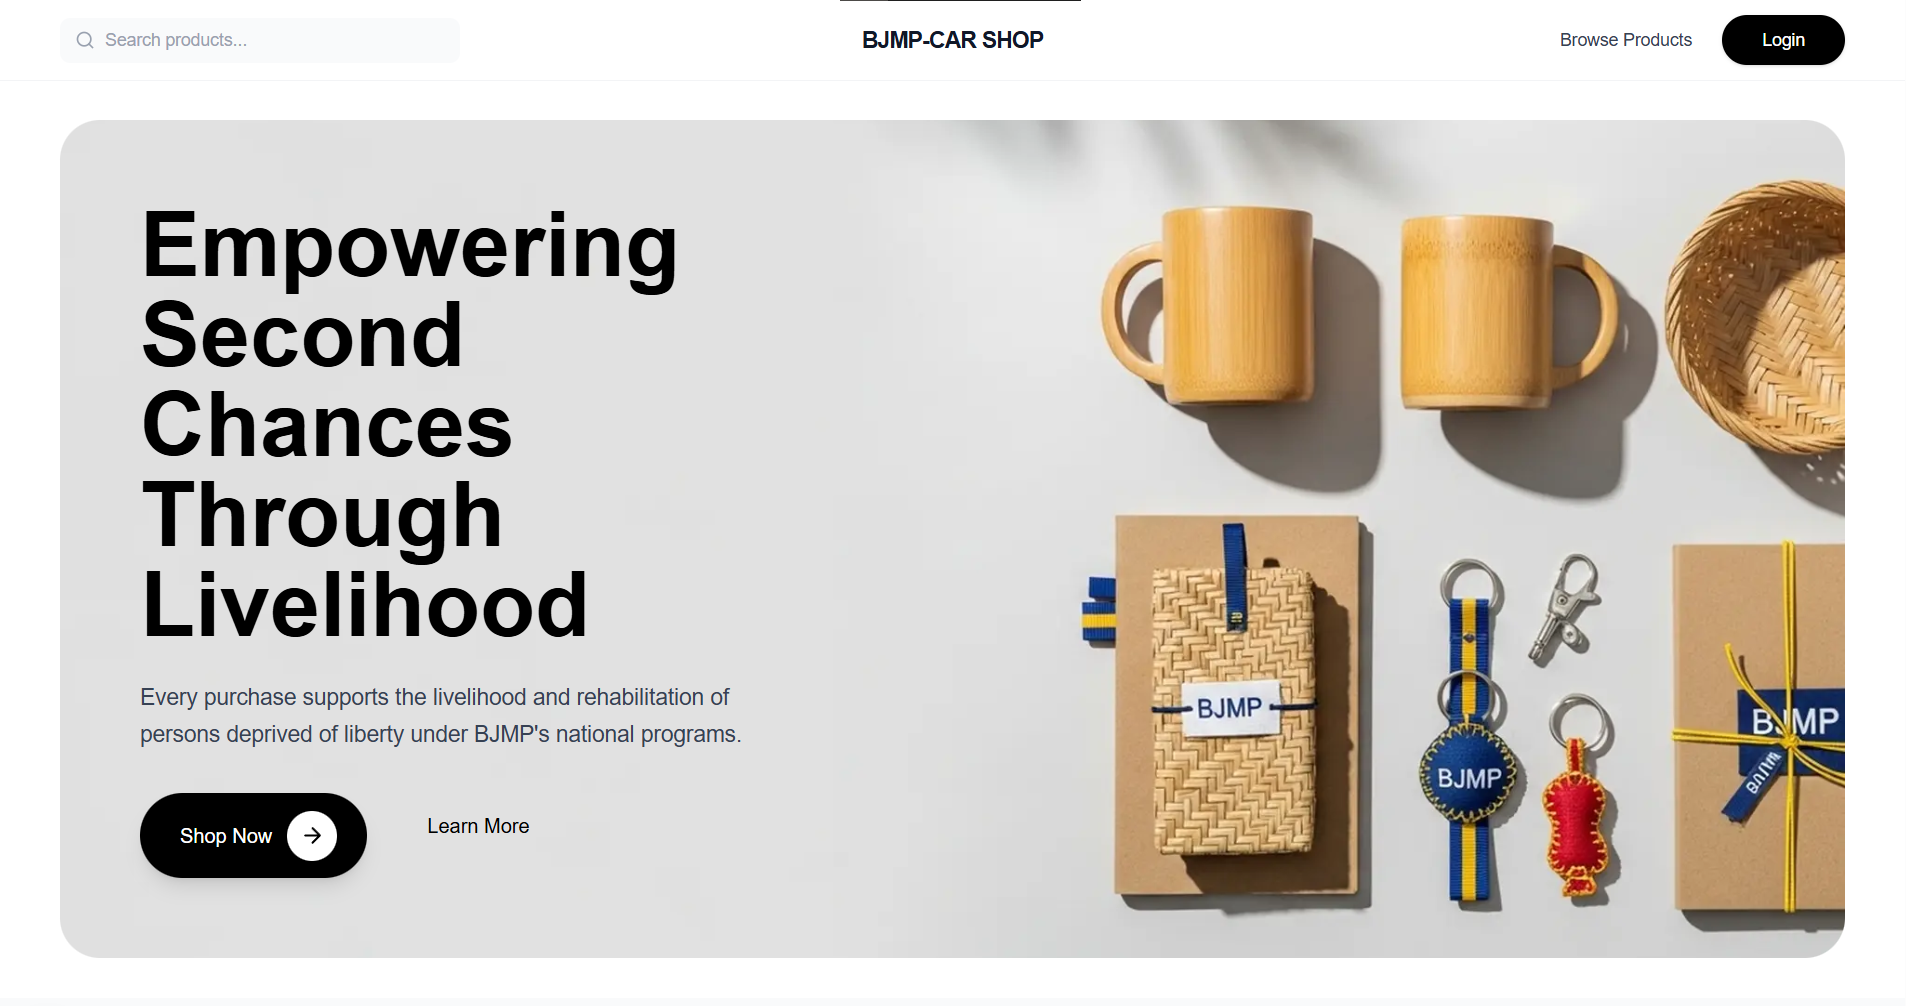 Search products...
BJMP-CAR SHOP
Browse Products
Login
Empowering
Second
Chances
Through
Livelihood
Every purchase supports the livelihood and rehabilitation of
persons deprived of liberty under BJMP's national programs.
Shop Now
Learn More
BJMP
BJMP
BJMP